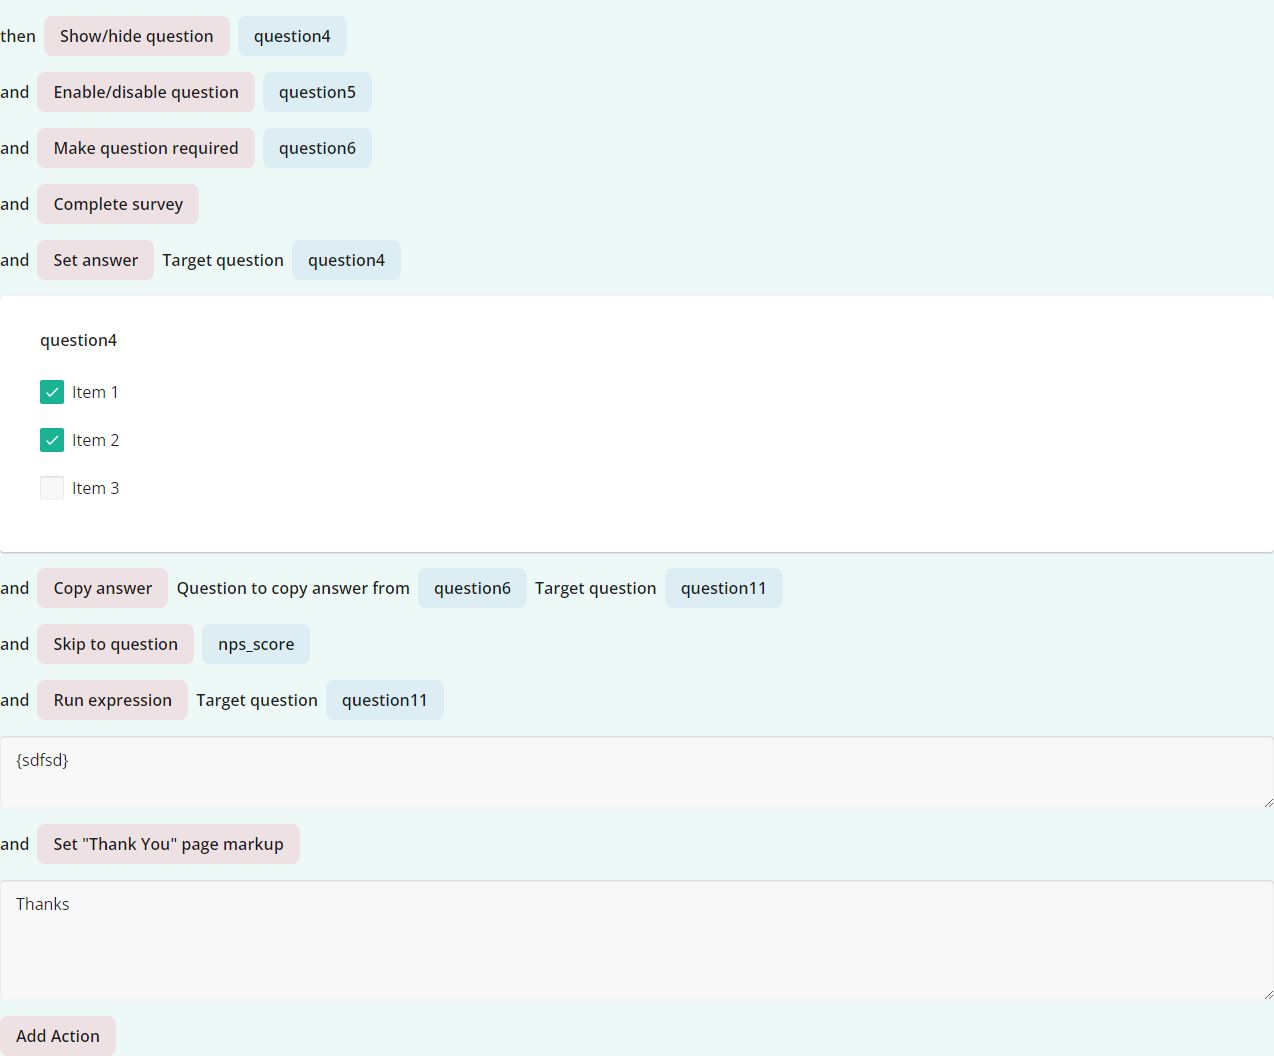 then Show/hide question question4
and Enable/disable question question5
and Make question required question6
and Complete survey
and Set answer Target question question4
question4
Item 1
Item 2
Item 3
and Copy answer Question to copy answer from question6 Target question question11
and Skip to question nps_score
and Run expression Target question question11
{sdfsd}
and Set "Thank You" page markup
Thanks
Add Action